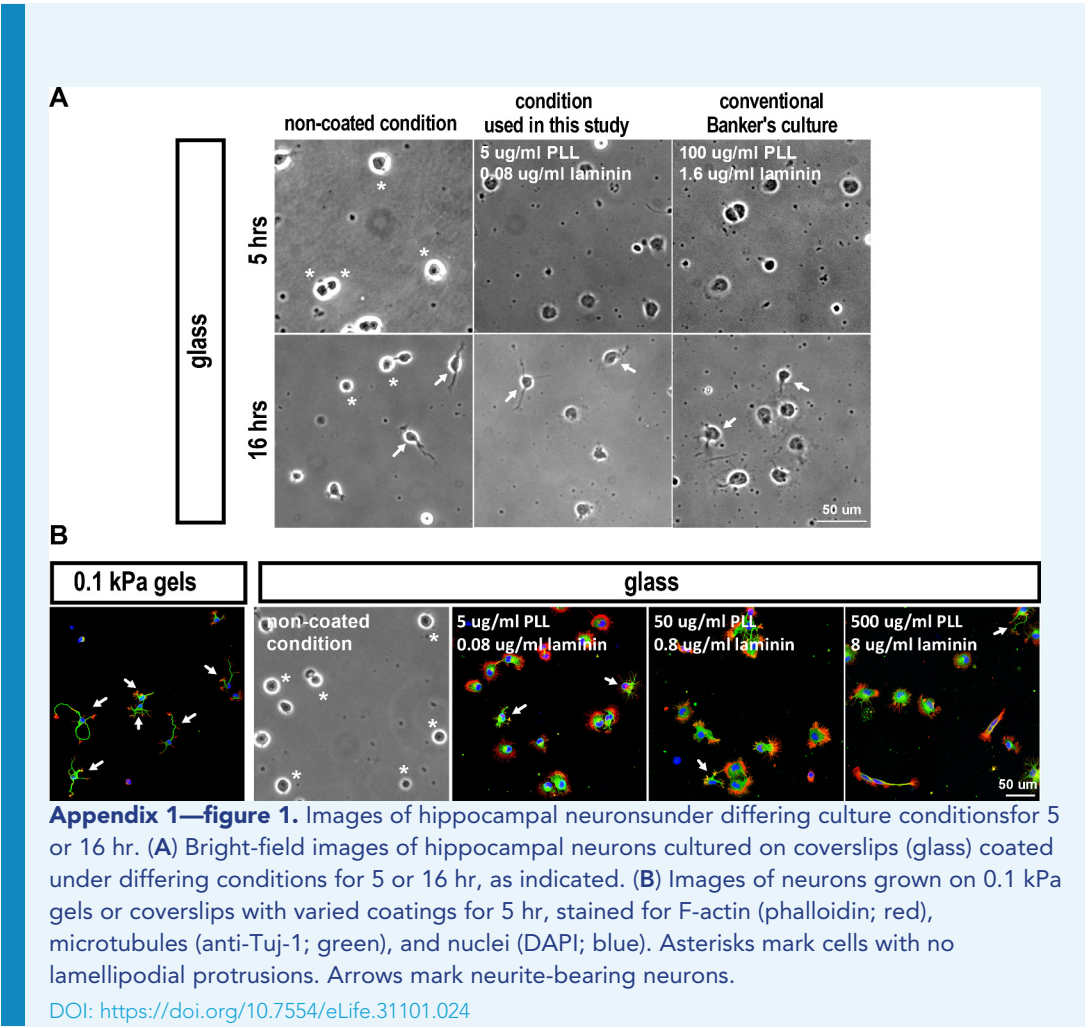 A
non-coated condition
condition
used in this study
conventional
Banker's culture
glass
5 hrs
5 ug/ml PLL
0.08 ug/ml laminin
100 ug/ml PLL
1.6 ug/ml laminin
*
*
*
*
16 hrs
*
*
50 um
B
0.1 kPa gels
glass
non-coated
condition
5 ug/ml PLL
0.08 ug/ml laminin
50 ug/ml PLL
0.8 ug/ml laminin
500 ug/ml PLL
8 ug/ml laminin
*
*
*
*
*
*
50 um
Appendix 1—figure 1. Images of hippocampal neuronsunder differing culture conditionsfor 5
or 16 hr. (A) Bright-field images of hippocampal neurons cultured on coverslips (glass) coated
under differing conditions for 5 or 16 hr, as indicated. (B) Images of neurons grown on 0.1 kPa
gels or coverslips with varied coatings for 5 hr, stained for F-actin (phalloidin; red),
microtubules (anti-Tuj-1; green), and nuclei (DAPI; blue). Asterisks mark cells with no
lamellipodial protrusions. Arrows mark neurite-bearing neurons.
DOI: https://doi.org/10.7554/eLife.31101.024